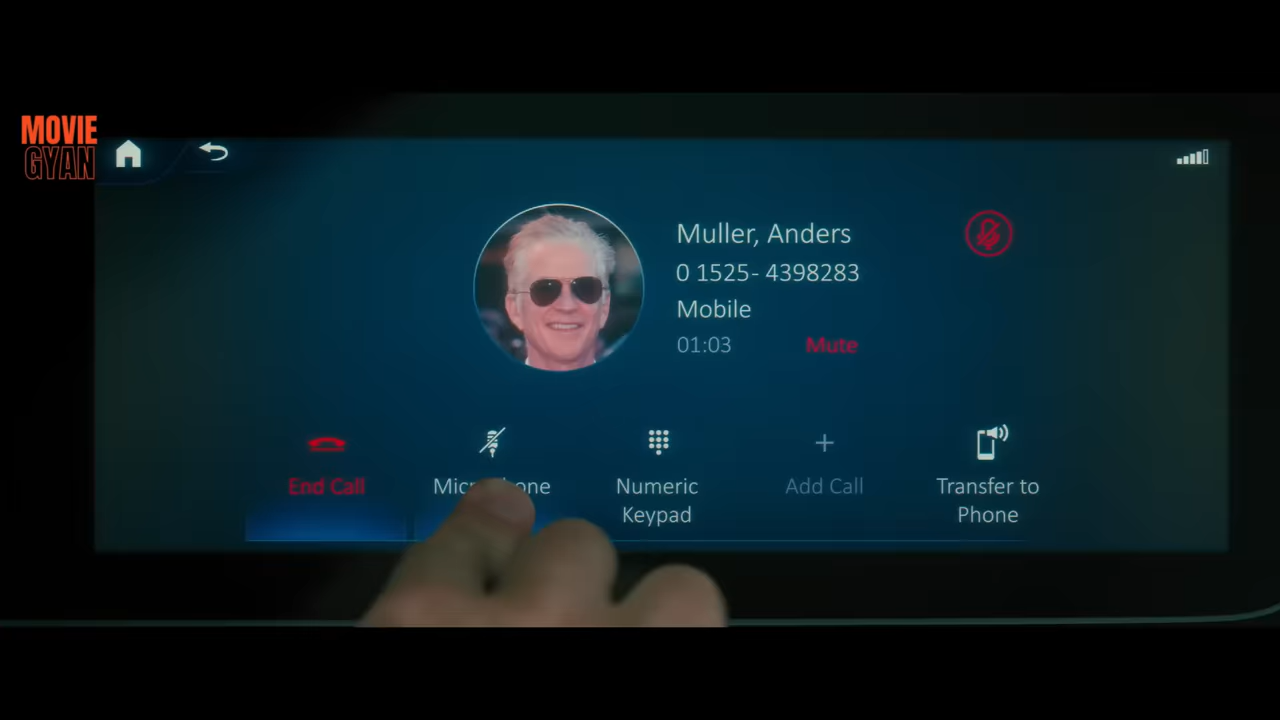 MOVIE
GYAN
Muller, Anders
0 1525- 4398283
Mobile
01:03
Mute
End Call
Microphone
Numeric
Keypad
Add Call
Transfer to
Phone